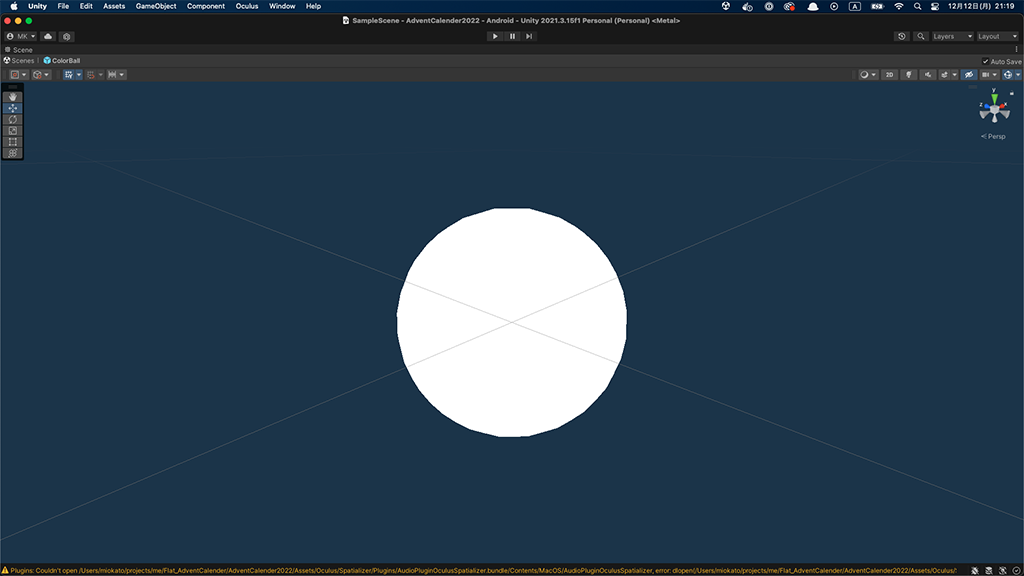 Unity File Edit Assets GameObject Component Oculus Window Help A 12月12日(月) 21:19
SampleScene - AdventCalender2022 - Android - Unity 2021.3.15f1 Personal (Personal) <Metal>
MK Layers Layout
Scene
Scenes ColorBall Auto Save
2D
y
z x
Persp
Plugins: Couldn't open /Users/miokato/projects/me/Flat_AdventCalender/AdventCalender2022/Assets/Oculus/Spatializer/Plugins/AudioPluginOculusSpatializer.bundle/Contents/MacOS/AudioPluginOculusSpatializer, error: dlopen(/Users/miokato/projects/me/Flat_AdventCalender/AdventCalender2022/Assets/Oculus/